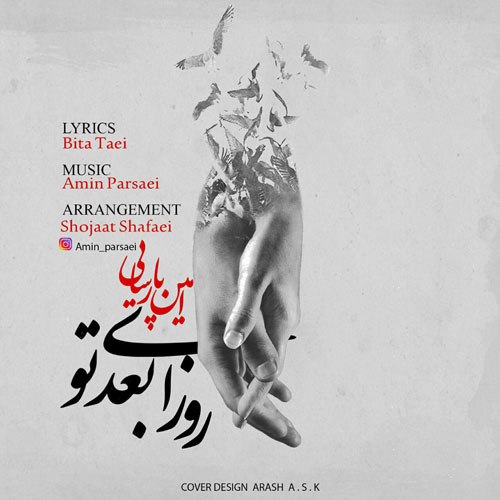 LYRICS
Bita Taei
MUSIC
Amin Parsaei
ARRANGEMENT
Shojaat Shafaei
Amin_parsaei
امین پارسایی
روزای بعد تو
COVER DESIGN ARASH A . S . K